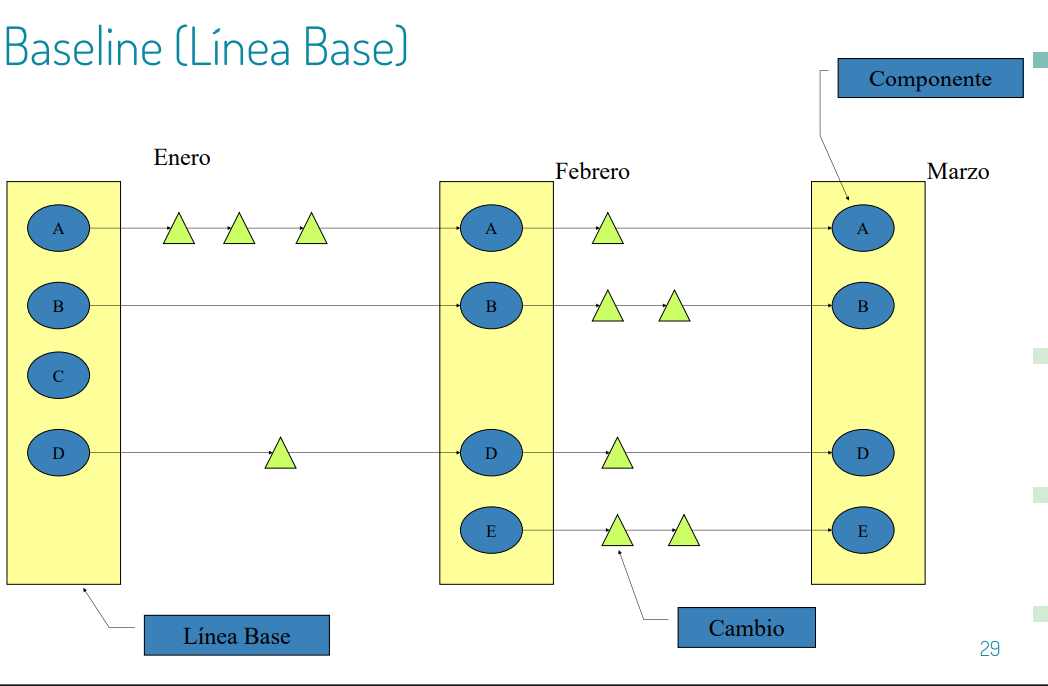 Baseline (Línea Base)
Componente
Enero
Febrero
Marzo
A
A
A
B
B
B
C
D
D
D
E
E
Línea Base
Cambio
29